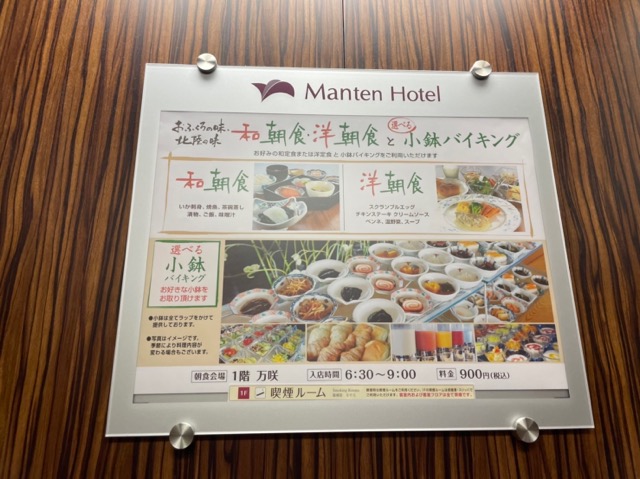 Manten Hotel
おふくろの味・北陸の味
和朝食・洋朝食と選べる小鉢バイキング
お好みの和定食または洋定食 と 小鉢バイキングをご利用いただけます
和朝食
いか刺身、焼魚、茶碗蒸し
漬物、ご飯、味噌汁
洋朝食
スクランブルエッグ
チキンステーキ クリームソース
ペンネ、温野菜、スープ
選べる
小鉢
バイキング
お好きな小鉢を
お取り頂けます
●小鉢は全てラップをかけて
提供しております。
●写真はイメージです。
季節により料理内容が
変わる場合もございます。
朝食会場 1階 万咲 入店時間 6:30〜9:00 料金 900円(税込)
1F 喫煙ルーム